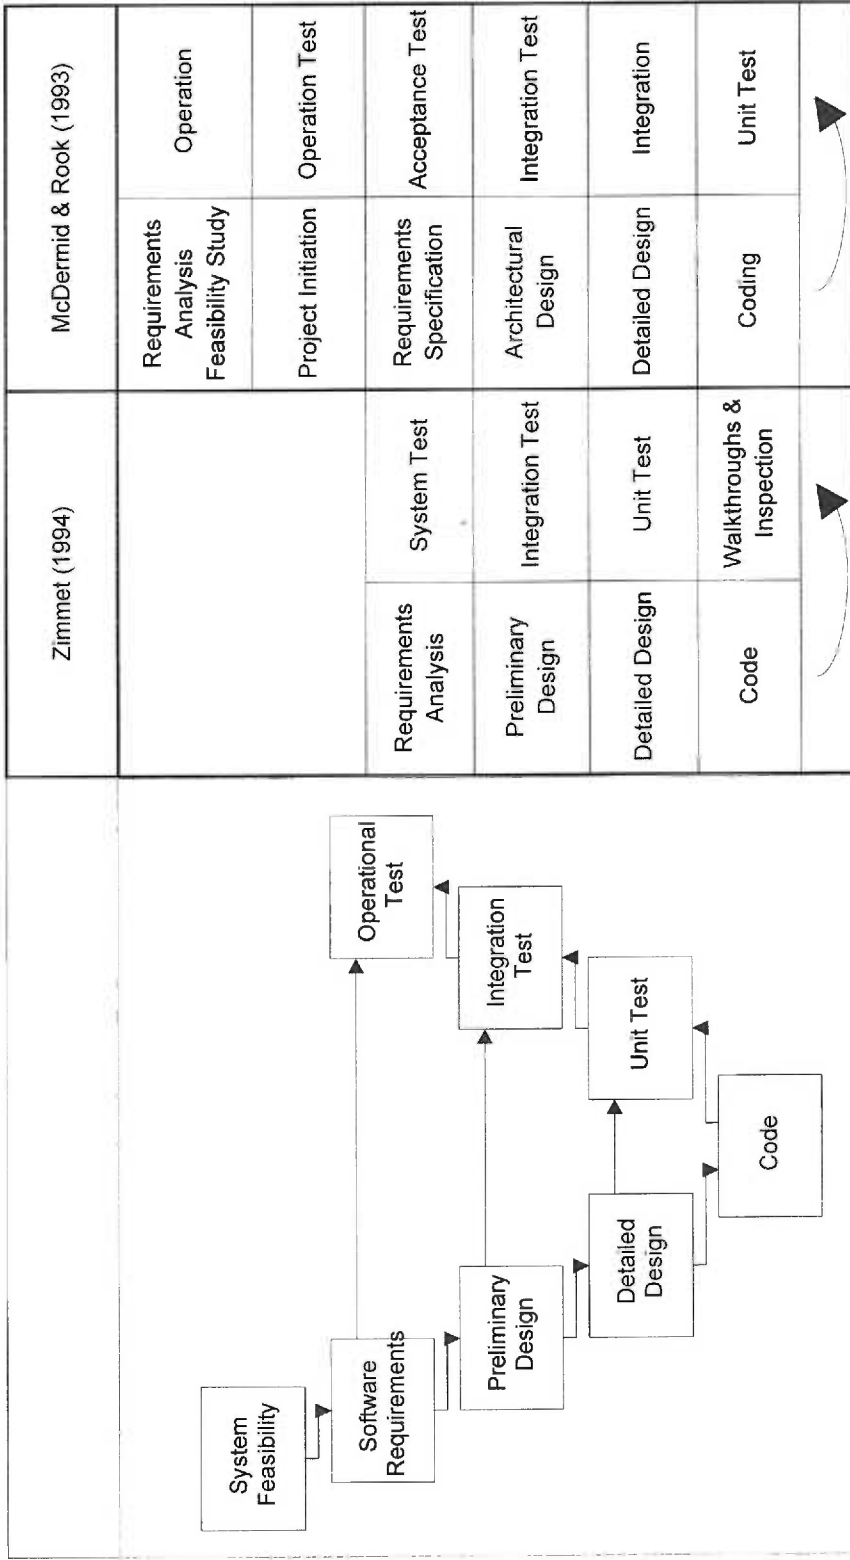 Zimmet (1994)
McDermid & Rook (1993)
System
Feasibility
Software
Requirements
Preliminary
Design
Detailed
Design
Code
Unit Test
Integration
Test
Operational
Test
Requirements
Analysis
System Test
Preliminary
Design
Integration Test
Detailed Design
Unit Test
Code
Walkthroughs &
Inspection
Requirements
Analysis
Feasibility Study
Operation
Project Initiation
Operation Test
Requirements
Specification
Acceptance Test
Architectural
Design
Integration Test
Detailed Design
Integration
Coding
Unit Test